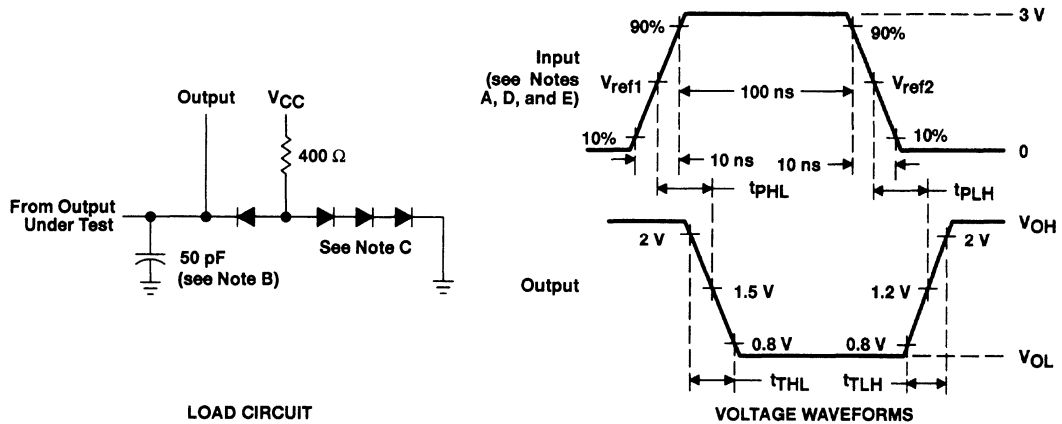 Output
VCC
400 Ω
From Output
Under Test
50 pF
(see Note B)
See Note C
LOAD CIRCUIT
Input
(see Notes
A, D, and E)
3 V
90%
90%
Vref1
Vref2
100 ns
10%
10%
0
10 ns
10 ns
tPHL
tPLH
VOH
2 V
2 V
Output
1.5 V
1.2 V
0.8 V
0.8 V
VOL
tTHL
tTLH
VOLTAGE WAVEFORMS